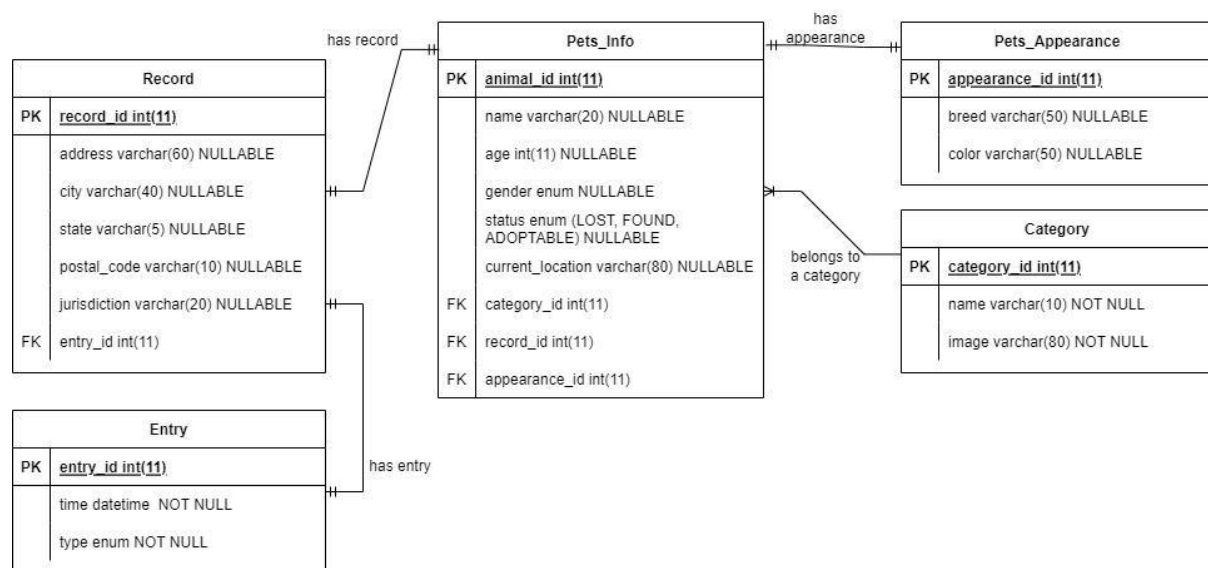 has record
has
appearance
Record
PK record_id int(11)
address varchar(60) NULLABLE
city varchar(40) NULLABLE
state varchar(5) NULLABLE
postal_code varchar(10) NULLABLE
jurisdiction varchar(20) NULLABLE
FK entry_id int(11)
Pets_Info
PK animal_id int(11)
name varchar(20) NULLABLE
age int(11) NULLABLE
gender enum NULLABLE
status enum (LOST, FOUND,
ADOPTABLE) NULLABLE
current_location varchar(80) NULLABLE
FK category_id int(11)
FK record_id int(11)
FK appearance_id int(11)
Pets_Appearance
PK appearance_id int(11)
breed varchar(50) NULLABLE
color varchar(50) NULLABLE
belongs to
a category
Category
PK category_id int(11)
name varchar(10) NOT NULL
image varchar(80) NOT NULL
Entry
PK entry_id int(11)
time datetime NOT NULL
type enum NOT NULL
has entry